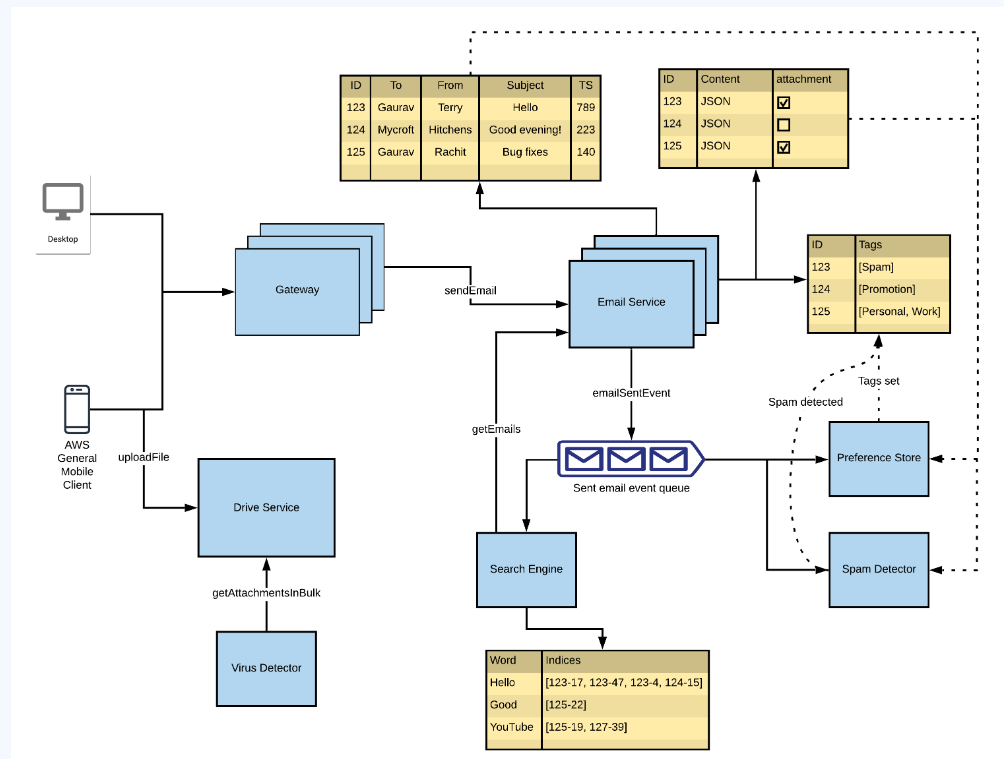 ID To From Subject TS
123 Gaurav Terry Hello 789
124 Mycroft Hitchens Good evening! 223
125 Gaurav Rachit Bug fixes 140
ID Content attachment
123 JSON
124 JSON
125 JSON
Desktop
Gateway
sendEmail
Email Service
ID Tags
123 [Spam]
124 [Promotion]
125 [Personal, Work]
emailSentEvent
Tags set
Spam detected
getEmails
AWS
General
Mobile
Client
uploadFile
Sent email event queue
Preference Store
Drive Service
Search Engine
Spam Detector
getAttachmentsInBulk
Virus Detector
Word Indices
Hello [123-17, 123-47, 123-4, 124-15]
Good [125-22]
YouTube [125-19, 127-39]